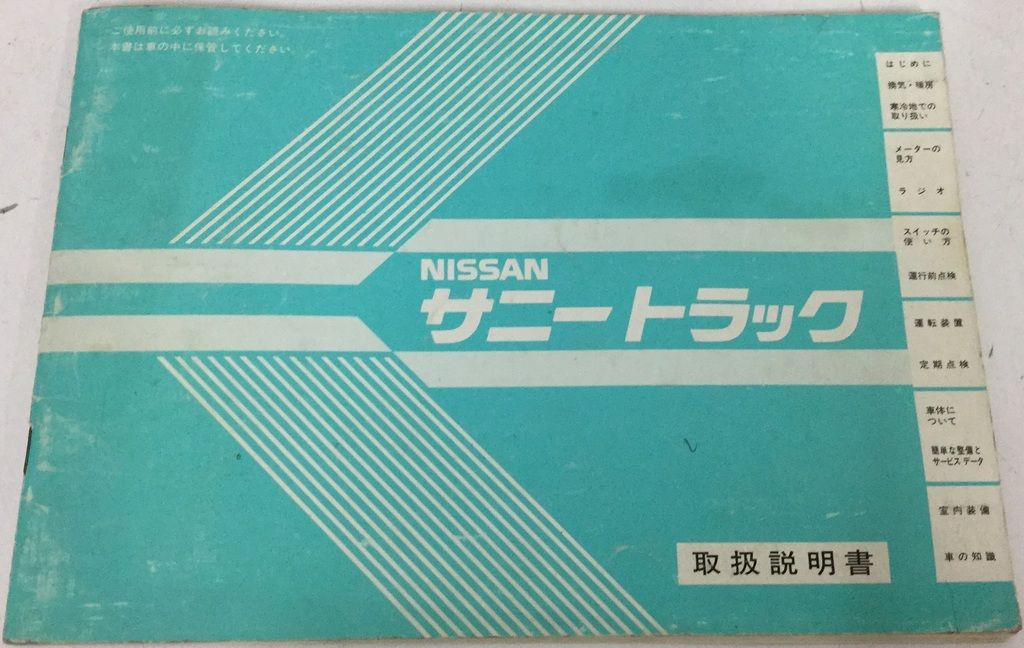 ご使用前に必ずお読みください。
本書は車の中に保管してください。
NISSAN
サニートラック
取扱説明書
はじめに
換気・暖房
寒冷地での
取り扱い
メーターの
見方
ラジオ
スイッチの
使い方
運行前点検
運転装置
定期点検
車体に
ついて
簡単な整備と
サービスデータ
室内装備
車の知識